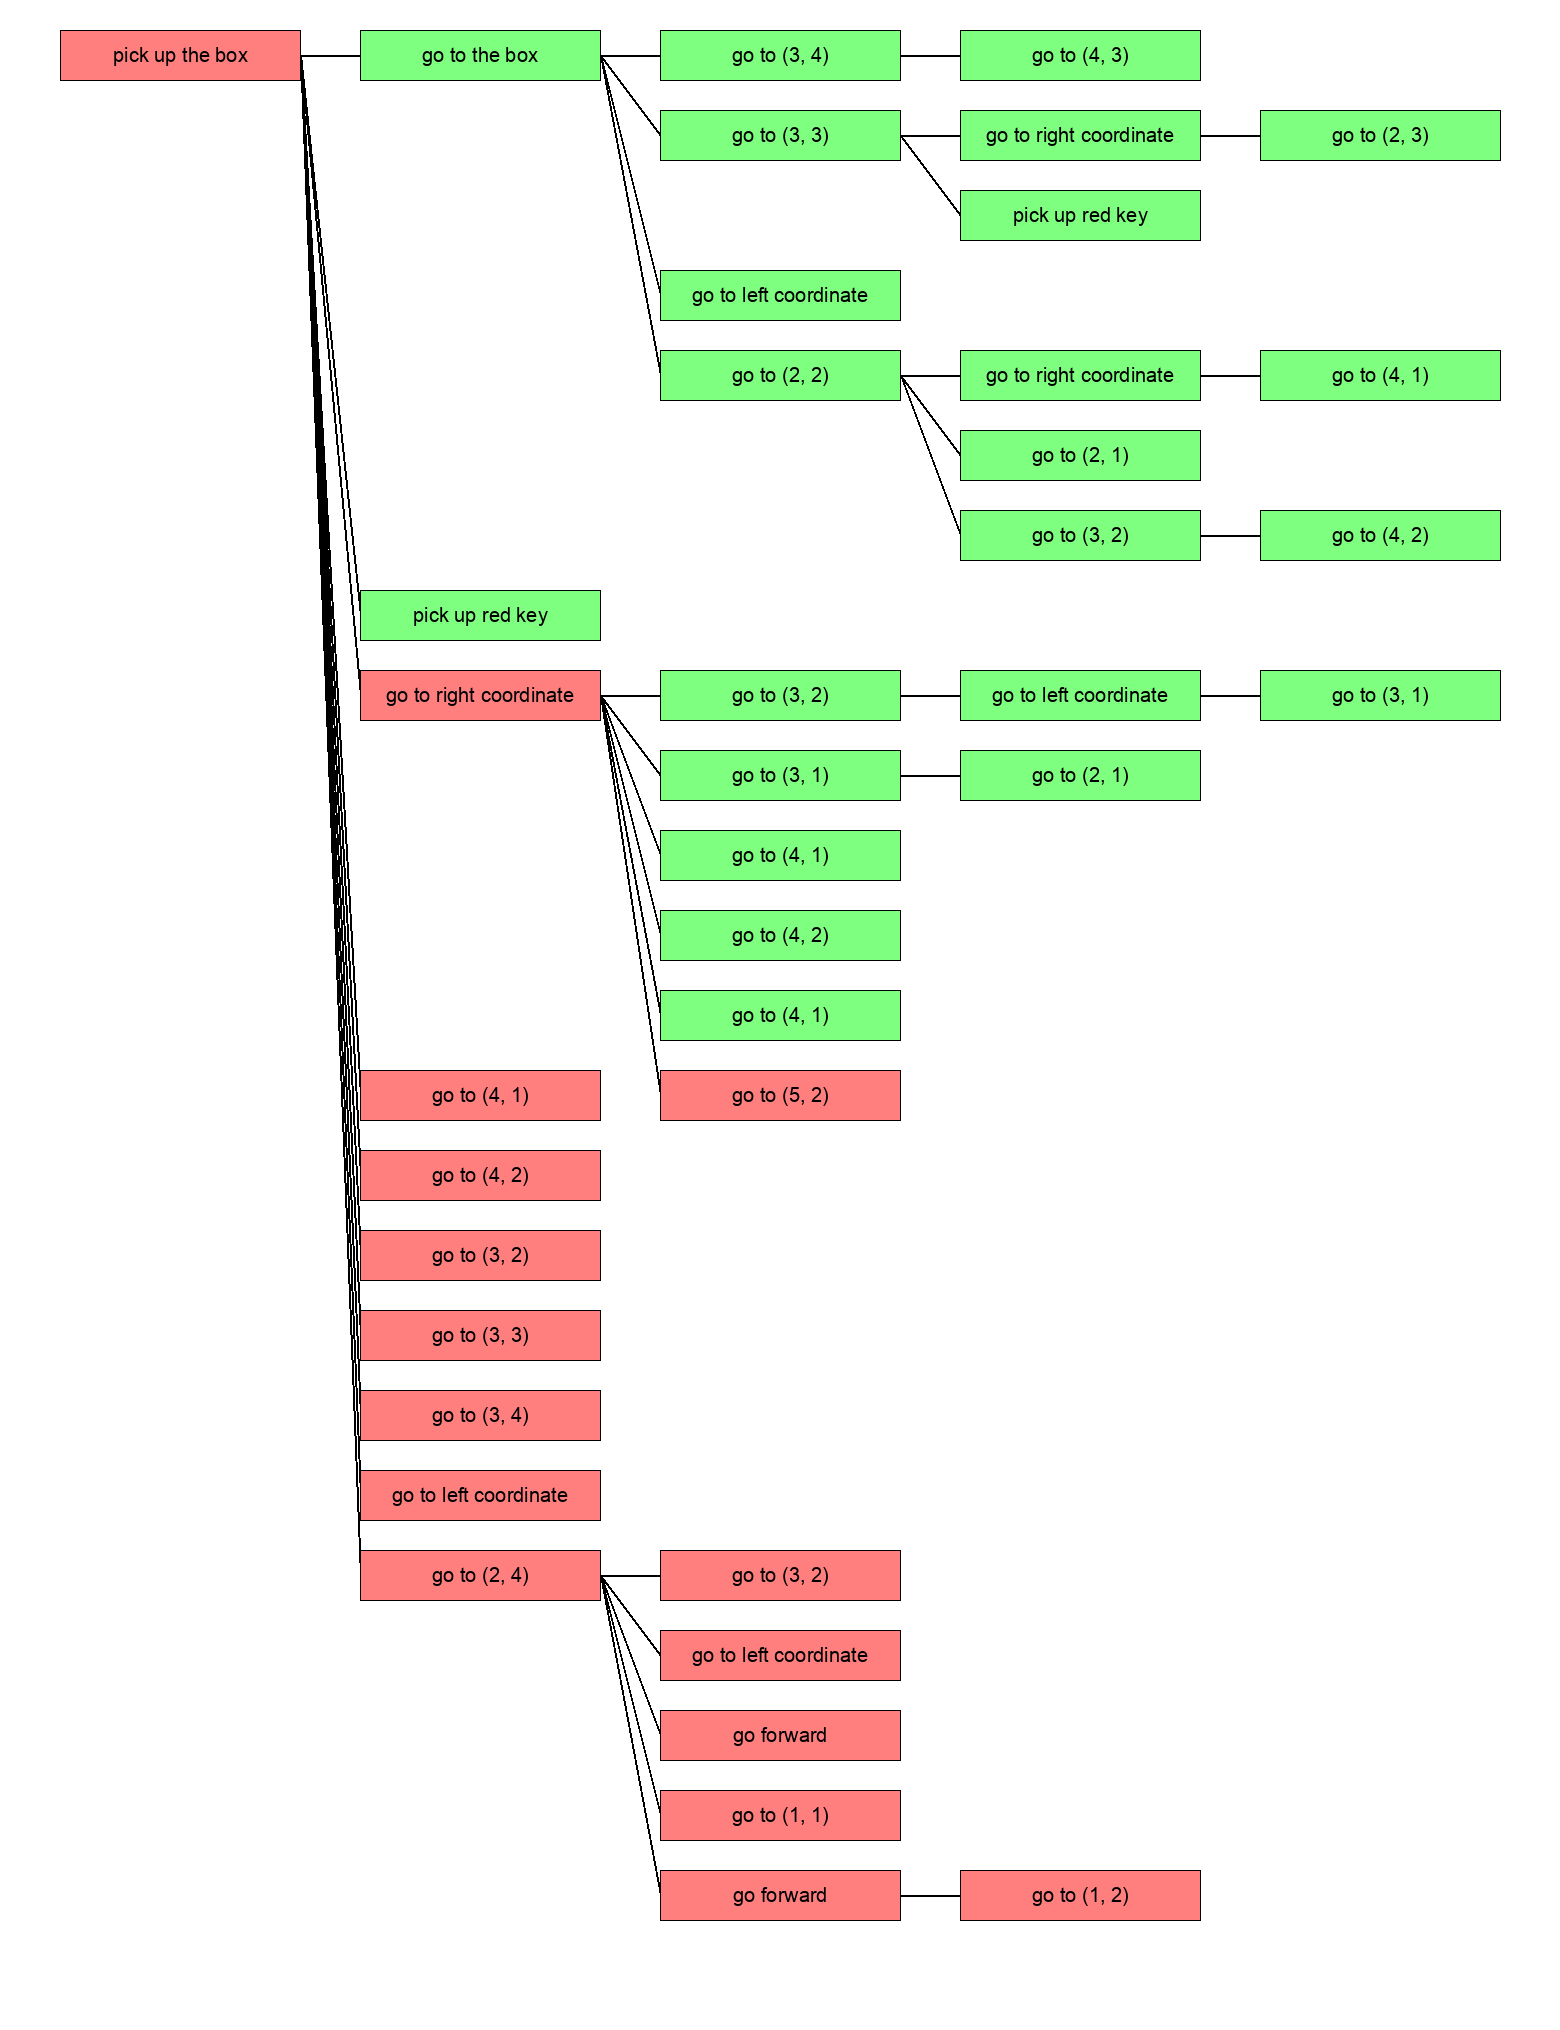 pick up the box
go to the box
go to (3, 4)
go to (4, 3)
go to (3, 3)
go to right coordinate
go to (2, 3)
pick up red key
go to left coordinate
go to (2, 2)
go to right coordinate
go to (4, 1)
go to (2, 1)
go to (3, 2)
go to (4, 2)
pick up red key
go to right coordinate
go to (3, 2)
go to left coordinate
go to (3, 1)
go to (3, 1)
go to (2, 1)
go to (4, 1)
go to (4, 2)
go to (4, 1)
go to (5, 2)
go to (4, 1)
go to (4, 2)
go to (3, 2)
go to (3, 3)
go to (3, 4)
go to left coordinate
go to (2, 4)
go to (3, 2)
go to left coordinate
go forward
go to (1, 1)
go forward
go to (1, 2)